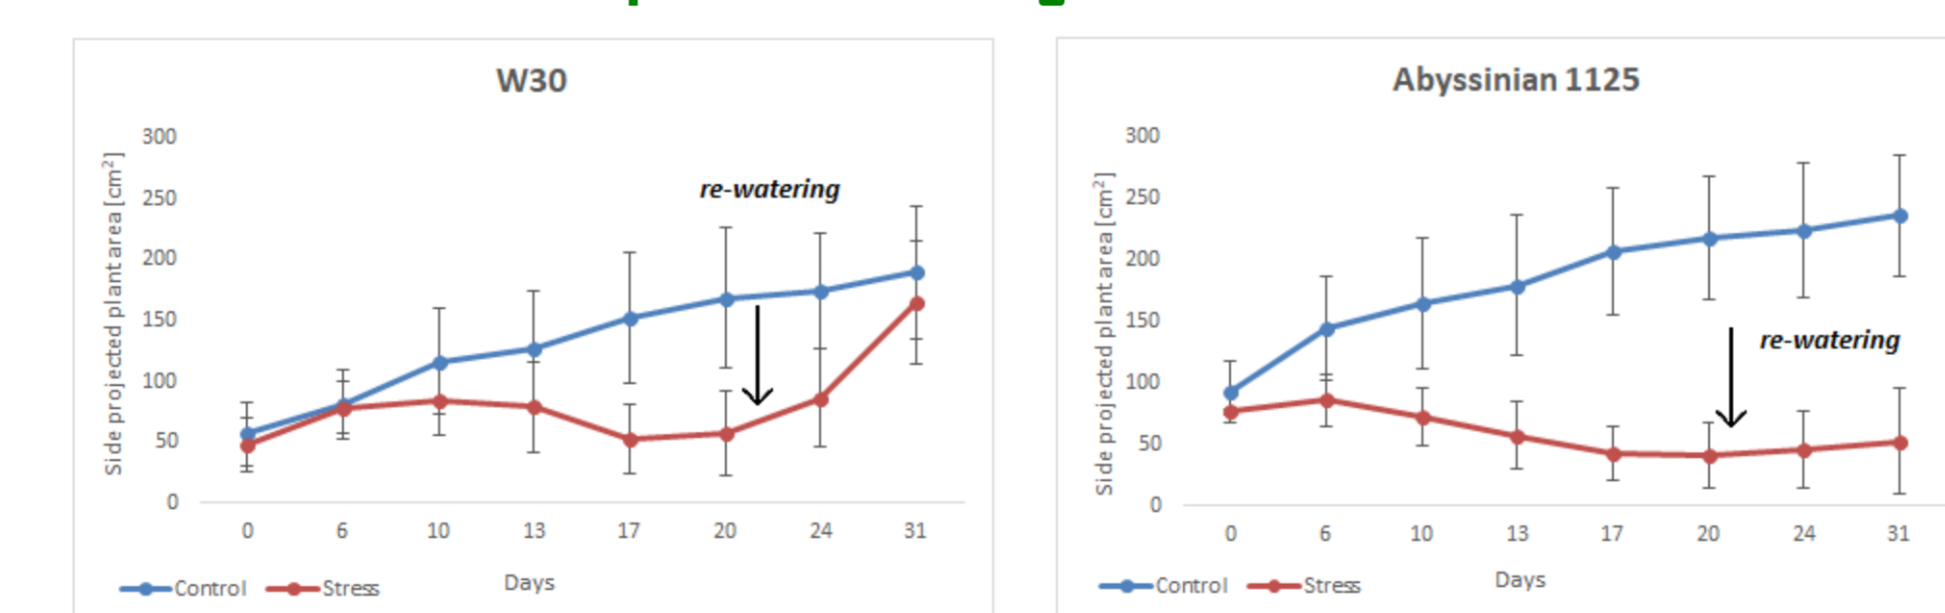 W30
Side projected plant area [cm²]
300
250
200
150
100
50
0
re-watering
0 6 10 13 17 20 24 31
Days
Control Stress
Abyssinian 1125
Side projected plant area [cm²]
300
250
200
150
100
50
0
re-watering
0 6 10 13 17 20 24 31
Days
Control Stress